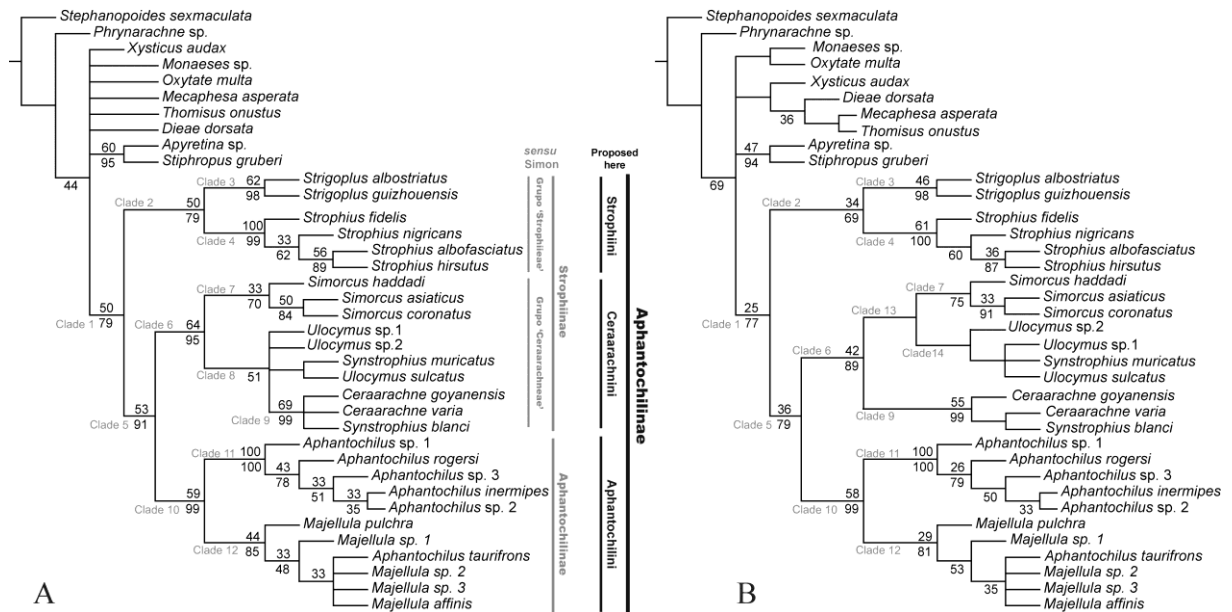 Stephanopoides sexmaculata
Phrynarachne sp.
Xysticus audax
Monaeses sp.
Oxytate multa
Mecaphesa asperata
Thomisus onustus
Dieae dorsata
60
95
Apyretina sp.
Stiphropus gruberi
44
sensu
Simon
Proposed
here
Clade 3
62
98
Strigoplus albostriatus
Strigoplus guizhouensis
Clade 2
50
79
Clade 4
100
99
Strophius fidelis
33
62
Strophius nigricans
56
89
Strophius albofasciatus
Strophius hirsutus
Grupo 'Strophiieae'
Strophiini
Clade 1
50
79
Clade 7
33
70
Simorcus haddadi
50
84
Simorcus asiaticus
Simorcus coronatus
Clade 6
64
95
Ulocymus sp.1
Ulocymus sp.2
Clade 8
51
Synstrophius muricatus
Ulocymus sulcatus
Clade 9
69
99
Ceraarachne goyanensis
Ceraarachne varia
Synstrophius blanci
Grupo 'Ceraarachneae'
Strophiinae
Ceraarachnini
Aphantochilinae
Clade 5
53
91
Clade 11
100
100
Aphantochilus sp. 1
43
78
Aphantochilus rogersi
33
51
Aphantochilus sp. 3
33
35
Aphantochilus inermipes
Aphantochilus sp. 2
Clade 10
59
99
Clade 12
44
85
Majellula pulchra
33
48
Majellula sp. 1
33
Aphantochilus taurifrons
Majellula sp. 2
Majellula sp. 3
Majellula affinis
Aphantochilinae
Aphantochilini
A
Stephanopoides sexmaculata
Phrynarachne sp.
Monaeses sp.
Oxytate multa
Xysticus audax
36
Dieae dorsata
Mecaphesa asperata
Thomisus onustus
47
94
Apyretina sp.
Stiphropus gruberi
69
Clade 3
46
98
Strigoplus albostriatus
Strigoplus guizhouensis
Clade 2
34
69
Clade 4
61
100
Strophius fidelis
60
Strophius nigricans
36
87
Strophius albofasciatus
Strophius hirsutus
Clade 1
25
77
Clade 7
75
Simorcus haddadi
33
91
Simorcus asiaticus
Simorcus coronatus
Clade 13
Clade14
Ulocymus sp.2
Ulocymus sp.1
Synstrophius muricatus
Ulocymus sulcatus
Clade 6
42
89
Clade 9
55
99
Ceraarachne goyanensis
Ceraarachne varia
Synstrophius blanci
Clade 5
36
79
Clade 11
100
100
Aphantochilus sp. 1
26
79
Aphantochilus rogersi
50
Aphantochilus sp. 3
33
Aphantochilus inermipes
Aphantochilus sp. 2
Clade 10
58
99
Clade 12
29
81
Majellula pulchra
53
Majellula sp. 1
35
Aphantochilus taurifrons
Majellula sp. 2
Majellula sp. 3
Majellula affinis
B